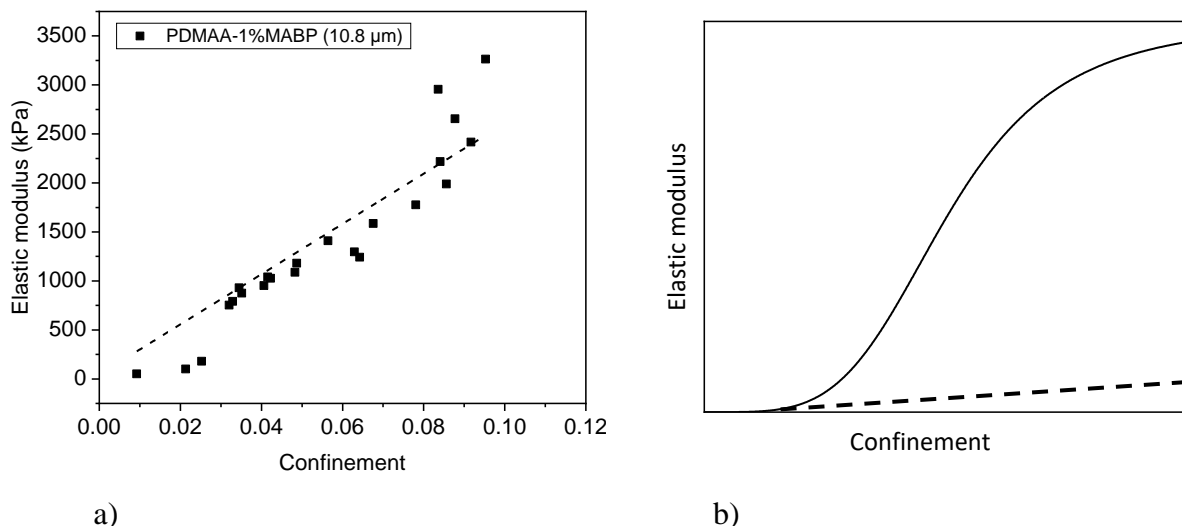 PDMAA-1%MABP (10.8 µm)
3500
3000
2500
2000
1500
1000
500
0
Elastic modulus (kPa)
0.00 0.02 0.04 0.06 0.08 0.10 0.12
Confinement
a)
Elastic modulus
Confinement
b)